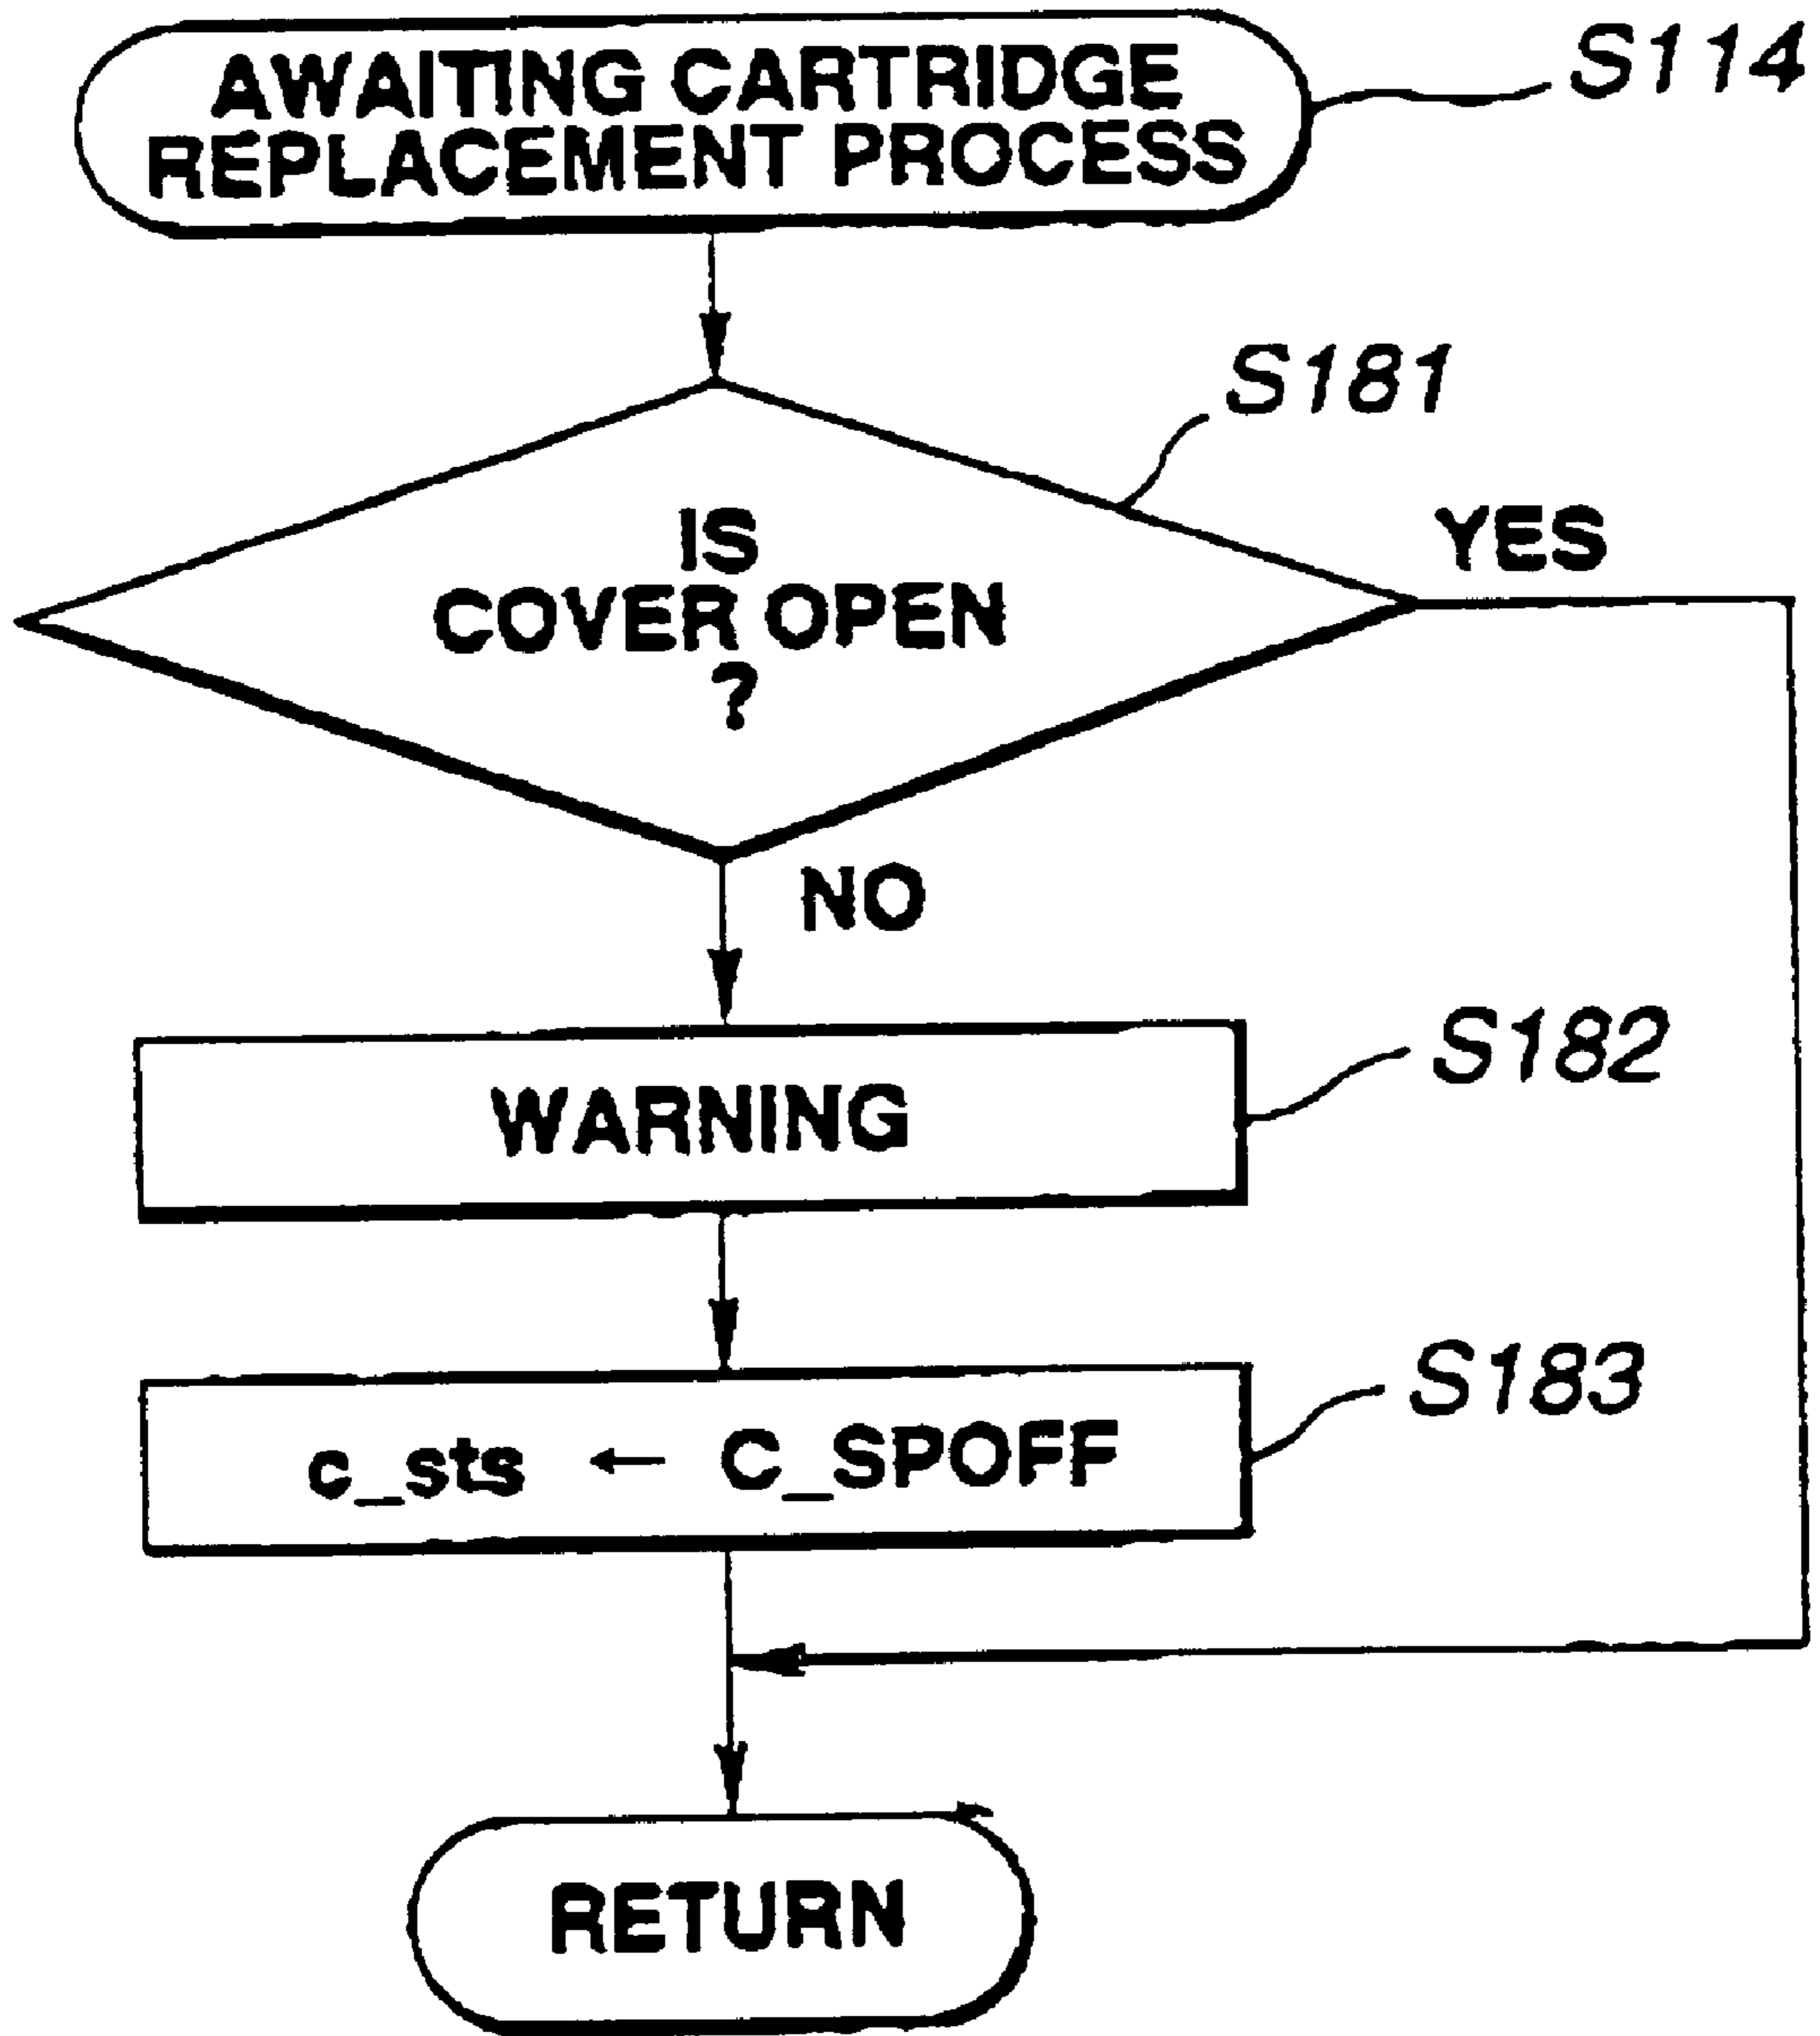 AWAITING CARTRIDGE
REPLACEMENT PROCESS
S114
S181
IS
COVER OPEN
?
YES
NO
WARNING
S182
c_sts ← C_SPOFF
S183
RETURN